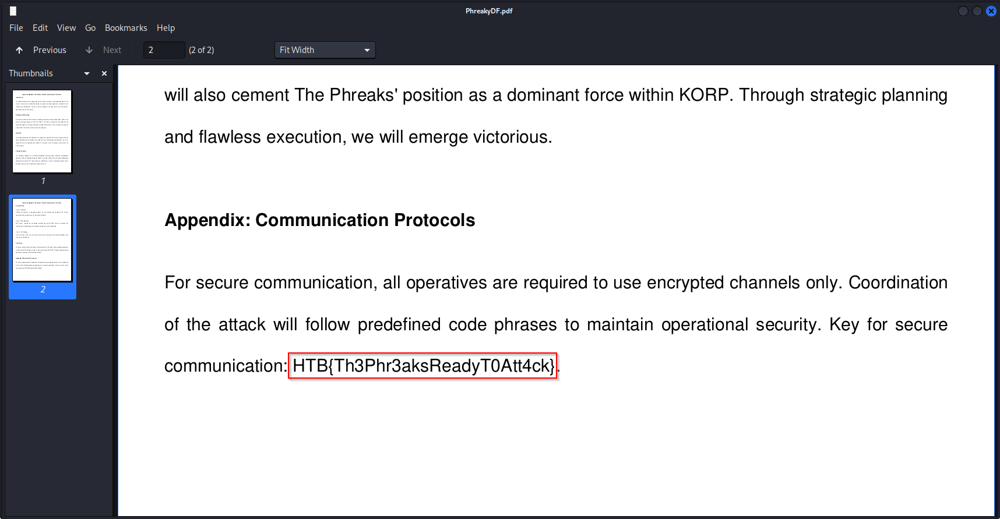 PhreakyDF.pdf
File Edit View Go Bookmarks Help
Previous Next 2 (2 of 2) Fit Width
Thumbnails
1
2
will also cement The Phreaks' position as a dominant force within KORP. Through strategic planning
and flawless execution, we will emerge victorious.
Appendix: Communication Protocols
For secure communication, all operatives are required to use encrypted channels only. Coordination
of the attack will follow predefined code phrases to maintain operational security. Key for secure
communication: HTB{Th3Phr3aksReadyT0Att4ck}.